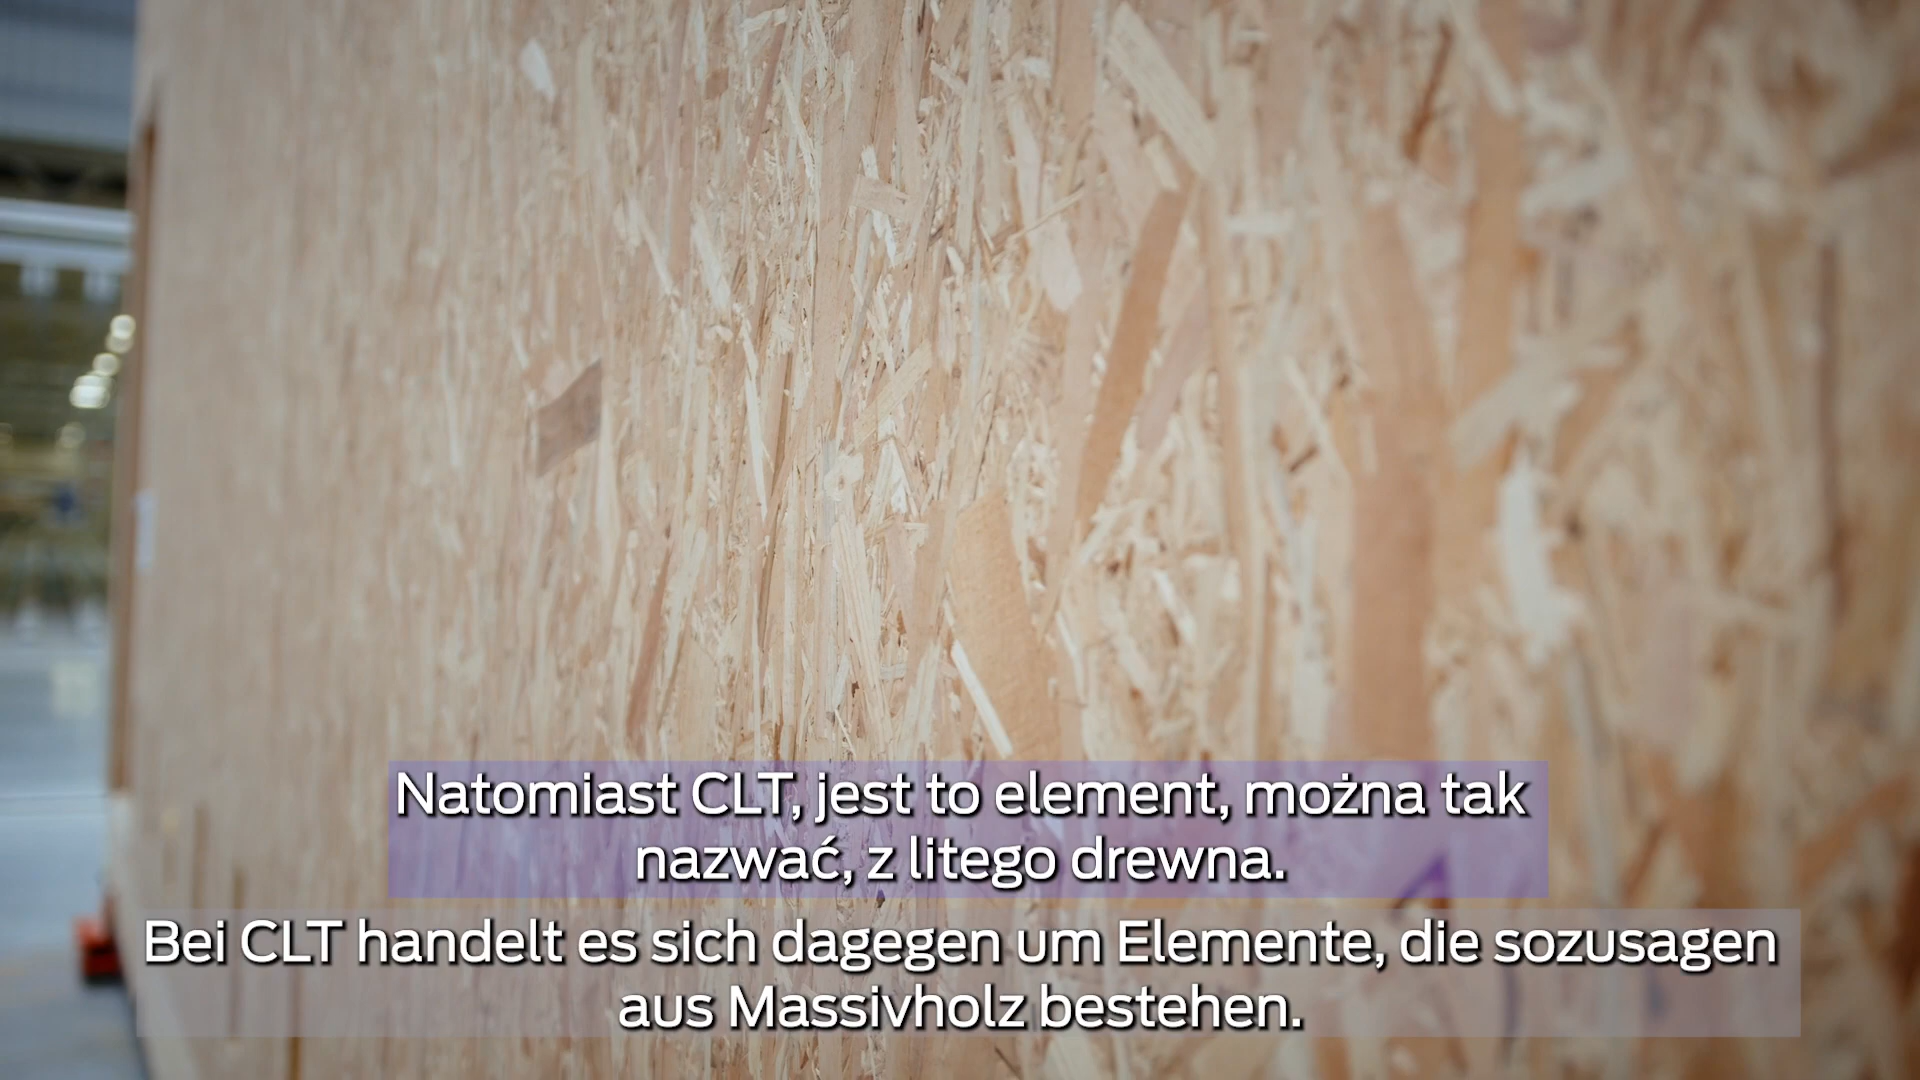 Natomiast CLT, jest to element, można tak
nazwać, z litego drewna.
Bei CLT handelt es sich dagegen um Elemente, die sozusagen
aus Massivholz bestehen.